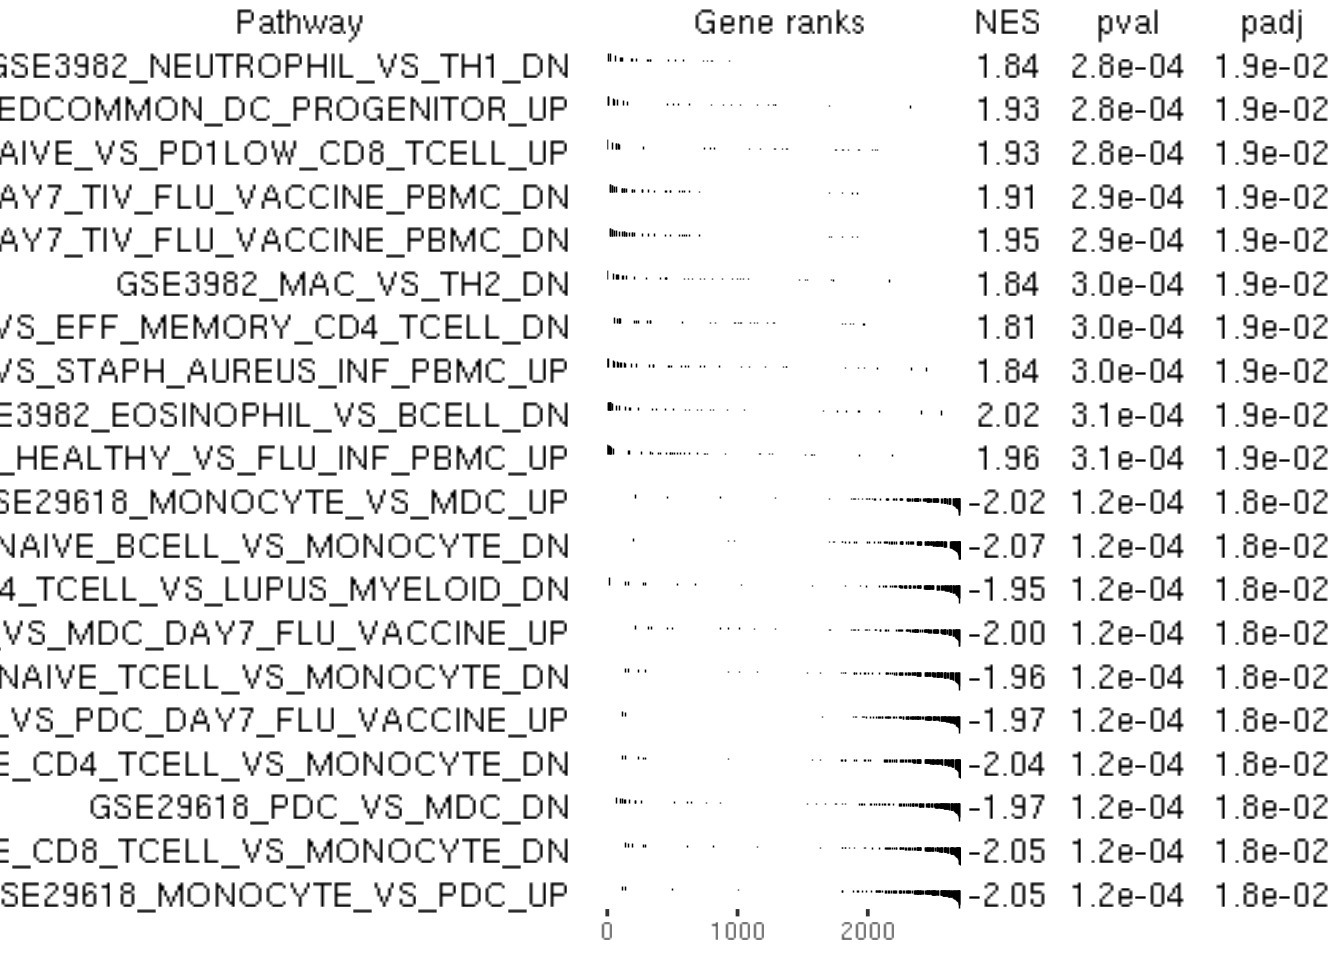 Pathway Gene ranks NES pval padj
GSE3982_NEUTROPHIL_VS_TH1_DN 1.84 2.8e-04 1.9e-02
EDCOMMON_DC_PROGENITOR_UP 1.93 2.8e-04 1.9e-02
AIVE_VS_PD1LOW_CD8_TCELL_UP 1.93 2.8e-04 1.9e-02
AY7_TIV_FLU_VACCINE_PBMC_DN 1.91 2.9e-04 1.9e-02
AY7_TIV_FLU_VACCINE_PBMC_DN 1.95 2.9e-04 1.9e-02
GSE3982_MAC_VS_TH2_DN 1.84 3.0e-04 1.9e-02
VS_EFF_MEMORY_CD4_TCELL_DN 1.81 3.0e-04 1.9e-02
VS_STAPH_AUREUS_INF_PBMC_UP 1.84 3.0e-04 1.9e-02
E3982_EOSINOPHIL_VS_BCELL_DN 2.02 3.1e-04 1.9e-02
_HEALTHY_VS_FLU_INF_PBMC_UP 1.96 3.1e-04 1.9e-02
SE29618_MONOCYTE_VS_MDC_UP -2.02 1.2e-04 1.8e-02
NAIVE_BCELL_VS_MONOCYTE_DN -2.07 1.2e-04 1.8e-02
4_TCELL_VS_LUPUS_MYELOID_DN -1.95 1.2e-04 1.8e-02
VS_MDC_DAY7_FLU_VACCINE_UP -2.00 1.2e-04 1.8e-02
NAIVE_TCELL_VS_MONOCYTE_DN -1.96 1.2e-04 1.8e-02
_VS_PDC_DAY7_FLU_VACCINE_UP -1.97 1.2e-04 1.8e-02
E_CD4_TCELL_VS_MONOCYTE_DN -2.04 1.2e-04 1.8e-02
GSE29618_PDC_VS_MDC_DN -1.97 1.2e-04 1.8e-02
E_CD8_TCELL_VS_MONOCYTE_DN -2.05 1.2e-04 1.8e-02
SE29618_MONOCYTE_VS_PDC_UP -2.05 1.2e-04 1.8e-02
0 1000 2000